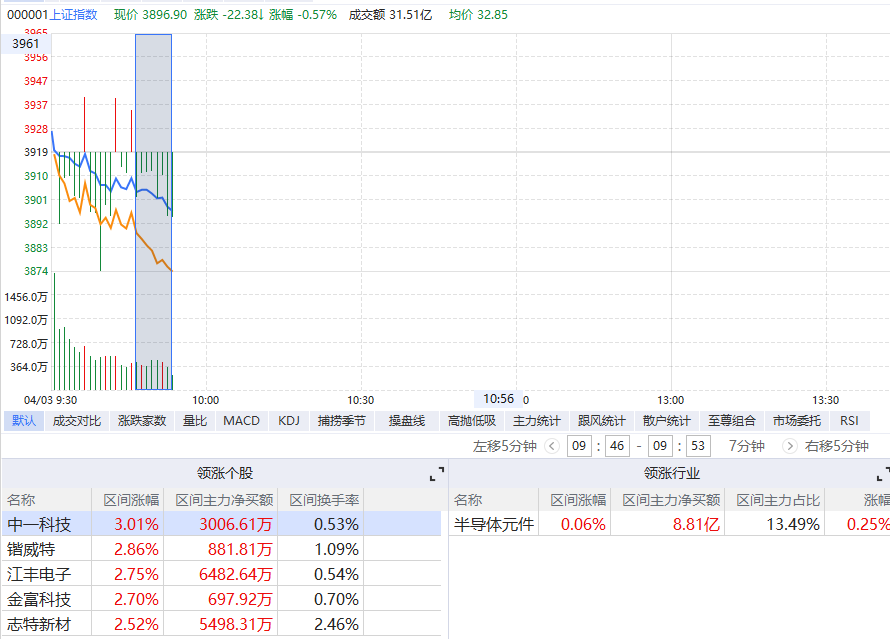 000001上证指数 现价 3896.90 涨跌 -22.38↓ 涨幅 -0.57% 成交额 31.51亿 均价 32.85
3965
3961
3956
3947
3937
3928
3919
3910
3901
3892
3883
3874
1456.0万
1092.0万
728.0万
364.0万
04/03 9:30 10:00 10:30 10:56 0 13:00 13:30
默认 成交对比 涨跌家数 量比 MACD KDJ 捕捞季节 操盘线 高抛低吸 主力统计 跟风统计 散户统计 至尊组合 市场委托 RSI
左移5分钟 09 : 46 - 09 : 53 7分钟 右移5分钟
领涨个股 领涨行业
名称 区间涨幅 区间主力净买额 区间换手率 名称 区间涨幅 区间主力净买额 区间主力占比 涨幅
中一科技 3.01% 3006.61万 0.53% 半导体元件 0.06% 8.81亿 13.49% 0.25%
锴威特 2.86% 881.81万 1.09%
江丰电子 2.75% 6482.64万 0.54%
金富科技 2.70% 697.92万 0.70%
志特新材 2.52% 5498.31万 2.46%